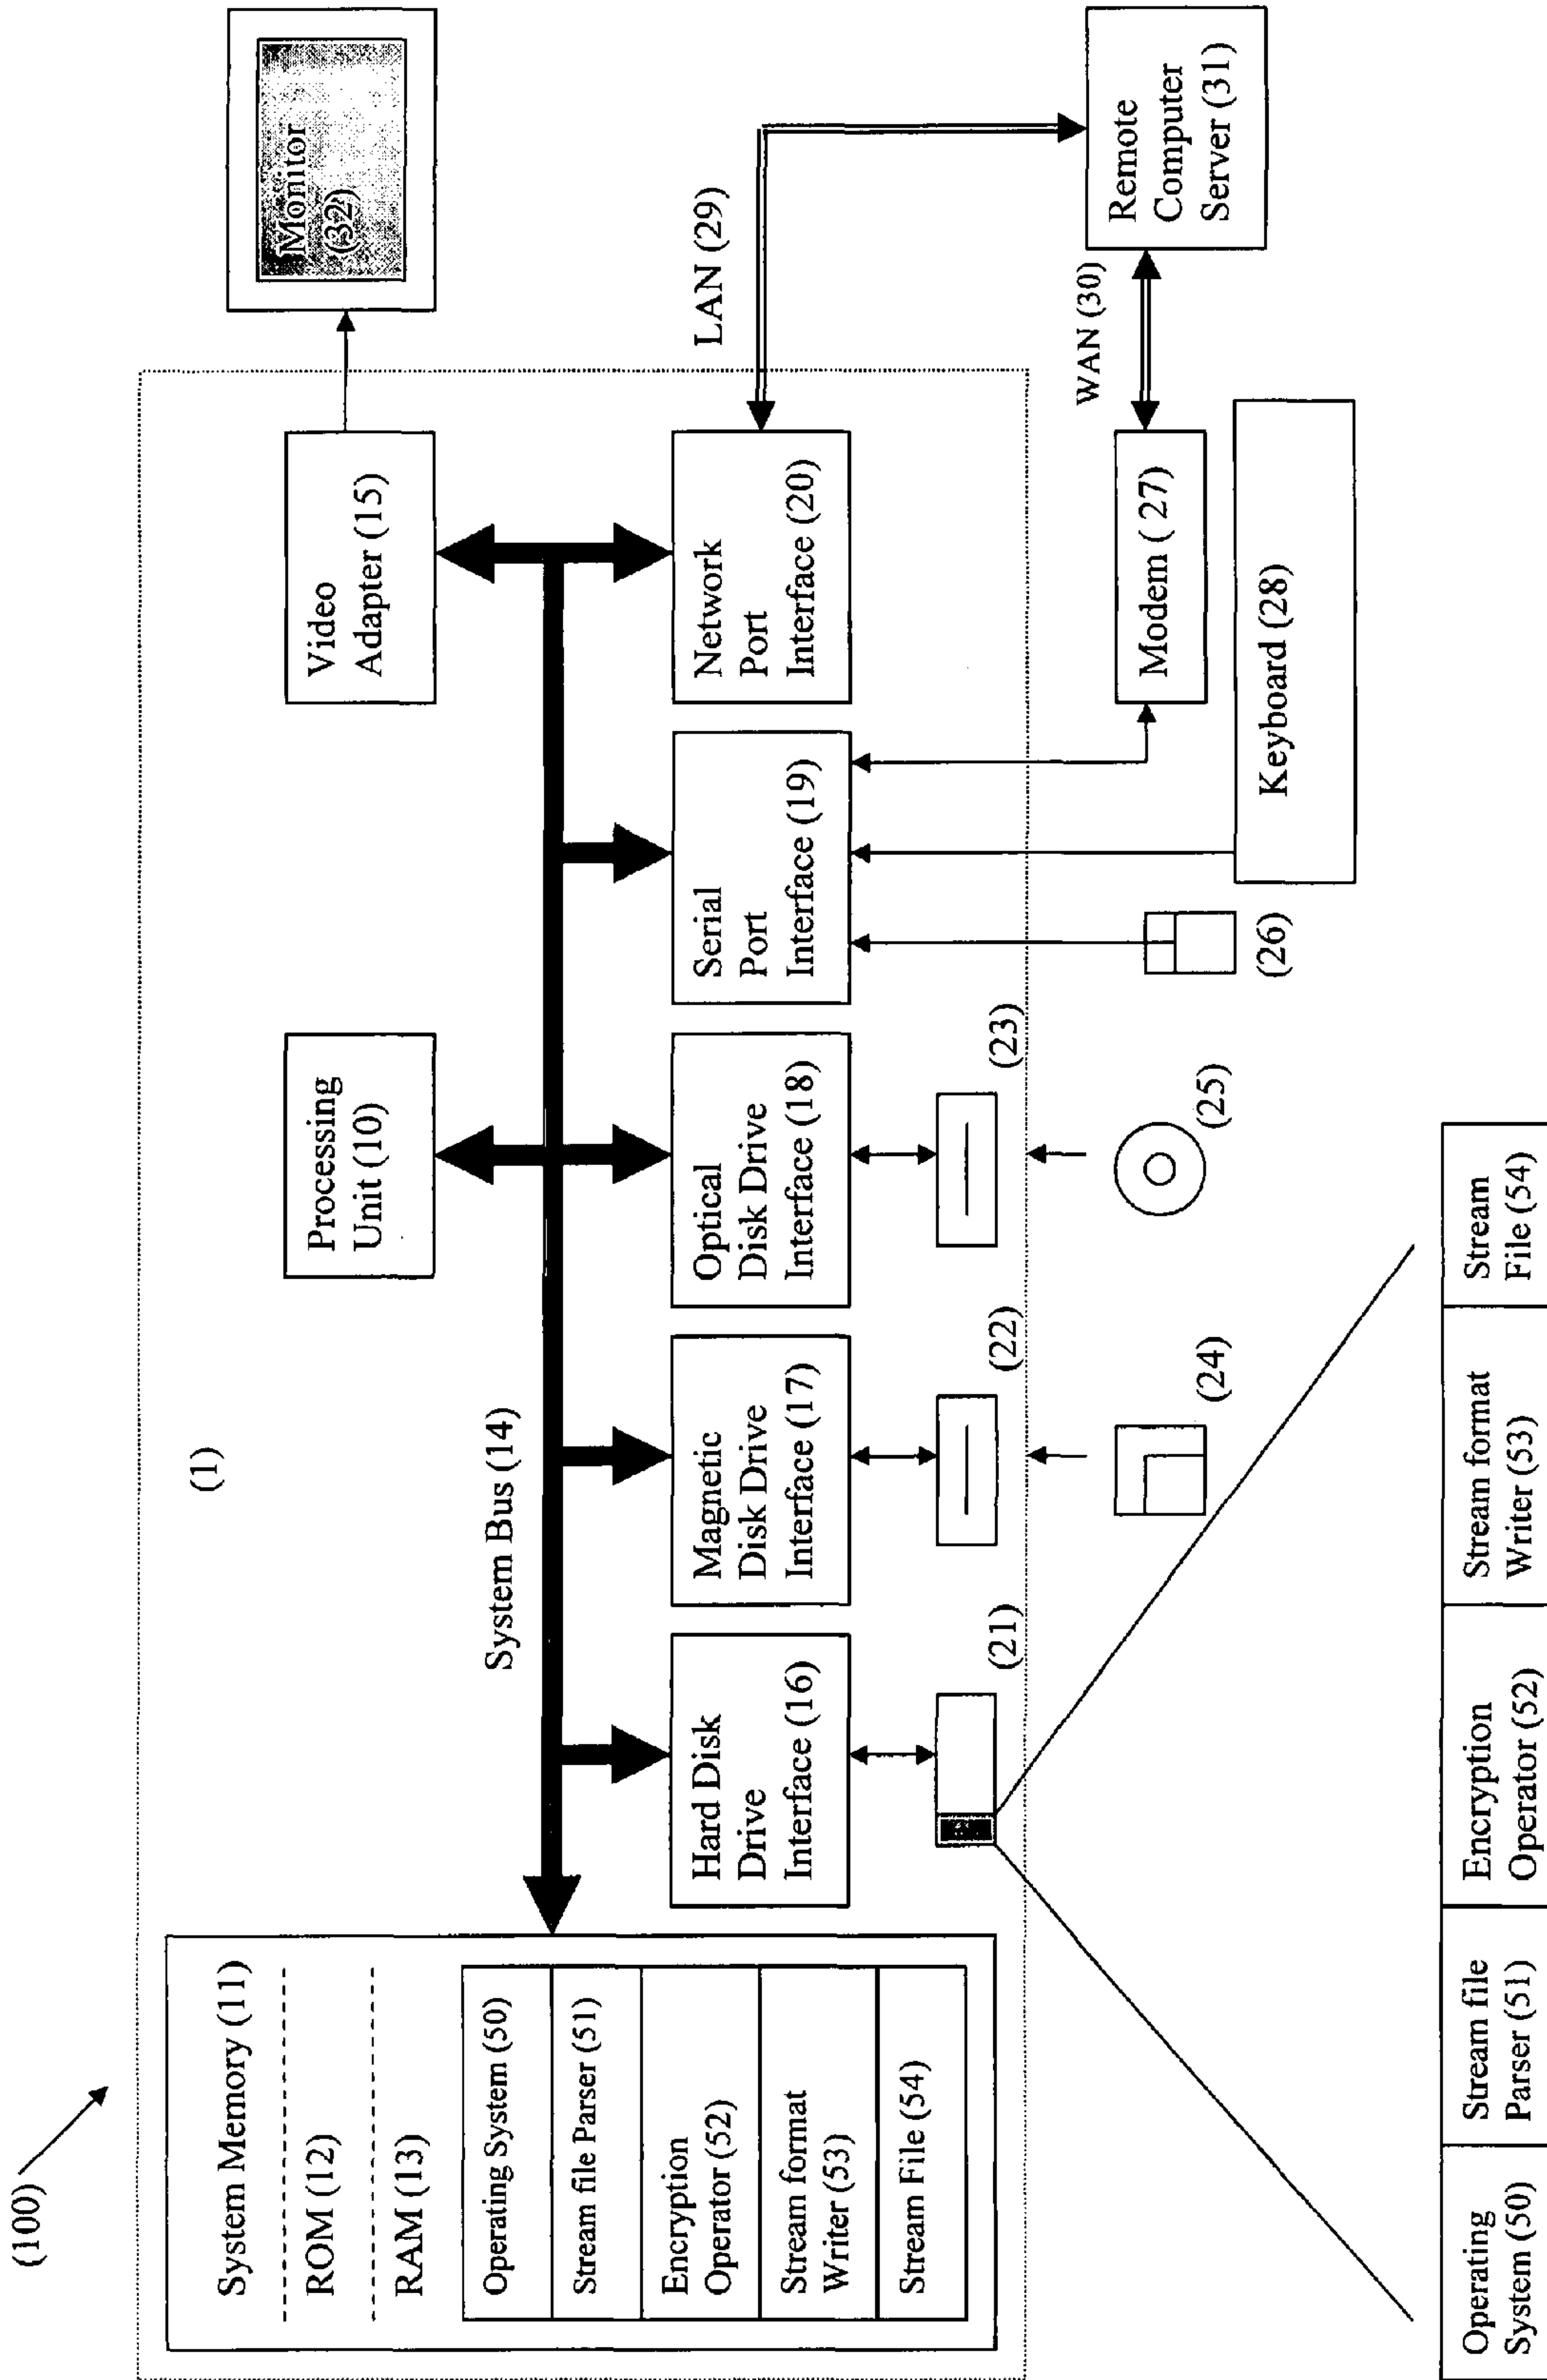 (100)
(1)
System Memory (11)
ROM (12)
RAM (13)
Operating System (50)
Stream file Parser (51)
Encryption
Operator (52)
Stream format
Writer (53)
Stream File (54)
Processing
Unit (10)
Video
Adapter (15)
Monitor
(32)
System Bus (14)
Hard Disk
Drive
Interface (16)
Magnetic
Disk Drive
Interface (17)
Optical
Disk Drive
Interface (18)
Serial
Port
Interface (19)
Network
Port
Interface (20)
LAN (29)
(21)
(22)
(23)
(24)
(25)
(26)
Modem ( 27)
WAN (30)
Remote
Computer
Server (31)
Keyboard (28)
Operating
System (50)
Stream file
Parser (51)
Encryption
Operator (52)
Stream format
Writer (53)
Stream
File (54)